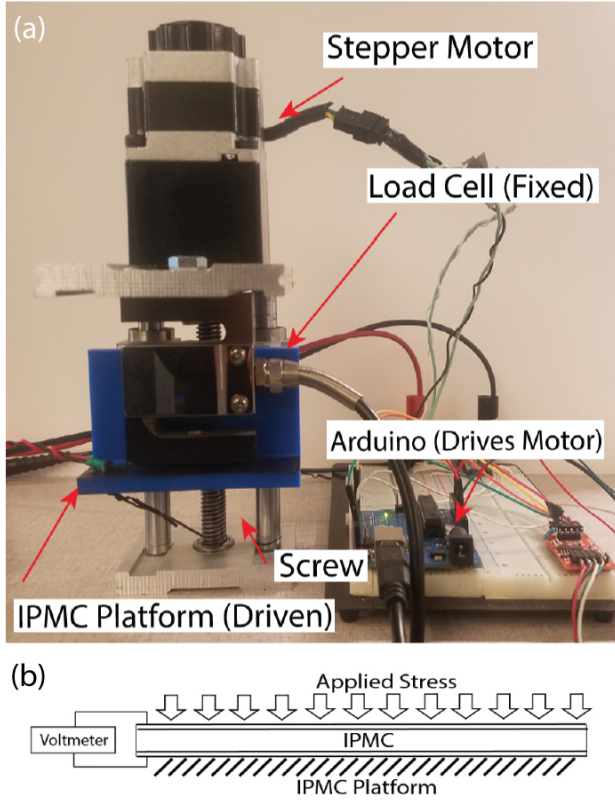 (a)
Stepper Motor
Load Cell (Fixed)
Arduino (Drives Motor)
Screw
IPMC Platform (Driven)
(b)
Applied Stress
Voltmeter
IPMC
IPMC Platform